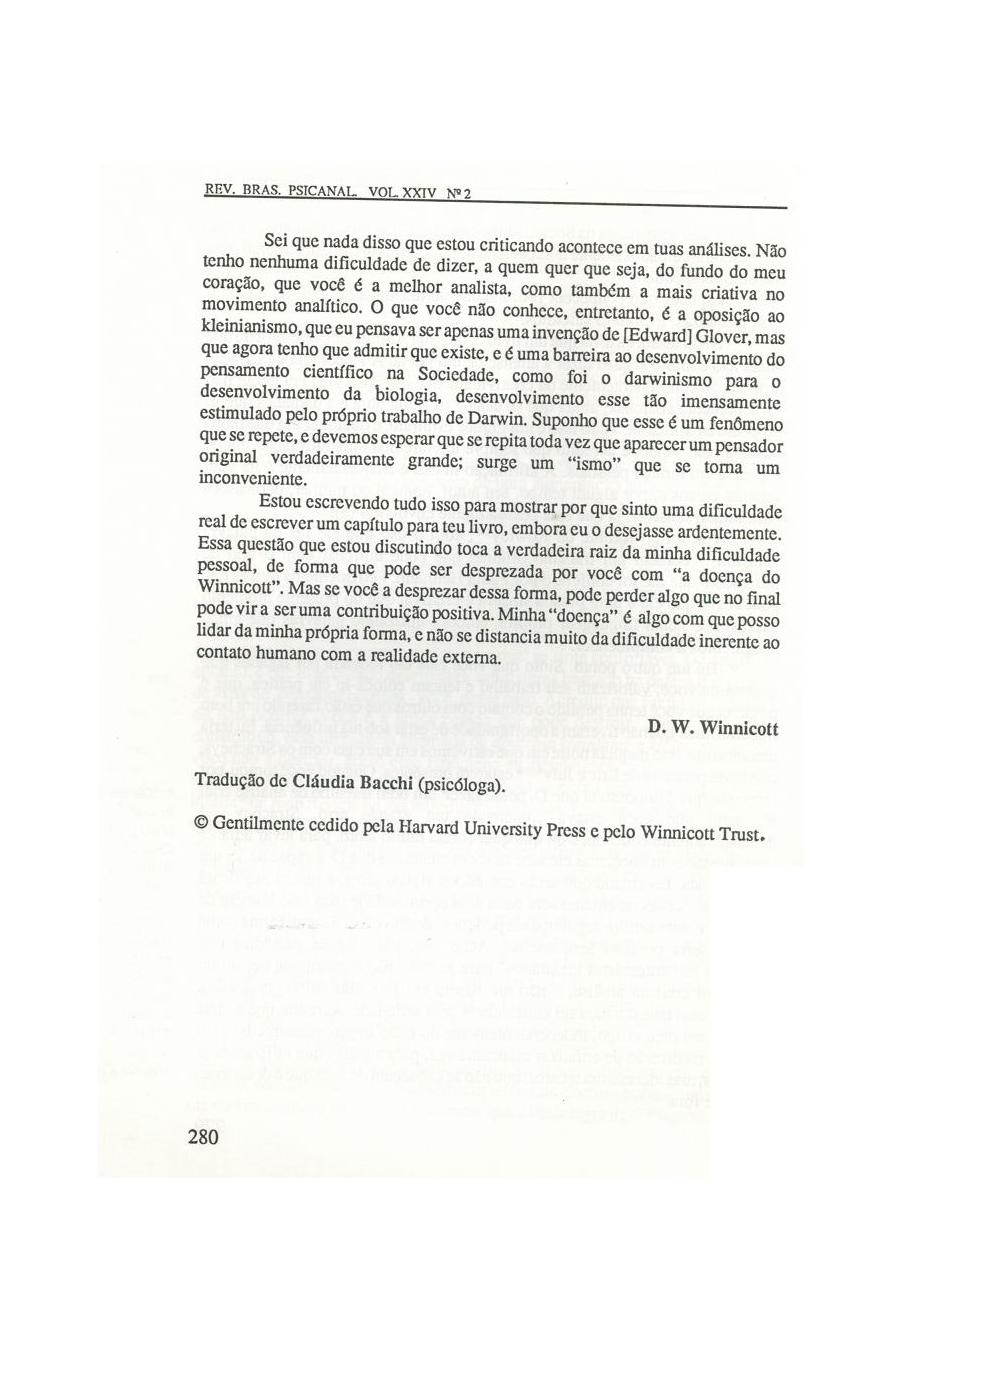 REV. BRAS. PSICANAL. VOL. XXIV Nº 2
Sei que nada disso que estou criticando acontece em tuas análises. Não
tenho nenhuma dificuldade de dizer, a quem quer que seja, do fundo do meu
coração, que você é a melhor analista, como também a mais criativa no
movimento analítico. O que você não conhece, entretanto, é a oposição ao
kleinianismo, que eu pensava ser apenas uma invenção de [Edward] Glover, mas
que agora tenho que admitir que existe, e é uma barreira ao desenvolvimento do
pensamento científico na Sociedade, como foi o darwinismo para o
desenvolvimento da biologia, desenvolvimento esse tão imensamente
estimulado pelo próprio trabalho de Darwin. Suponho que esse é um fenômeno
que se repete, e devemos esperar que se repita toda vez que aparecer um pensador
original verdadeiramente grande; surge um “ismo” que se torna um
inconveniente.
Estou escrevendo tudo isso para mostrar por que sinto uma dificuldade
real de escrever um capítulo para teu livro, embora eu o desejasse ardentemente.
Essa questão que estou discutindo toca a verdadeira raiz da minha dificuldade
pessoal, de forma que pode ser desprezada por você com “a doença do
Winnicott”. Mas se você a desprezar dessa forma, pode perder algo que no final
pode vir a ser uma contribuição positiva. Minha “doença” é algo com que posso
lidar da minha própria forma, e não se distancia muito da dificuldade inerente ao
contato humano com a realidade externa.
D. W. Winnicott
Tradução de Cláudia Bacchi (psicóloga).
© Gentilmente cedido pela Harvard University Press e pelo Winnicott Trust.
280